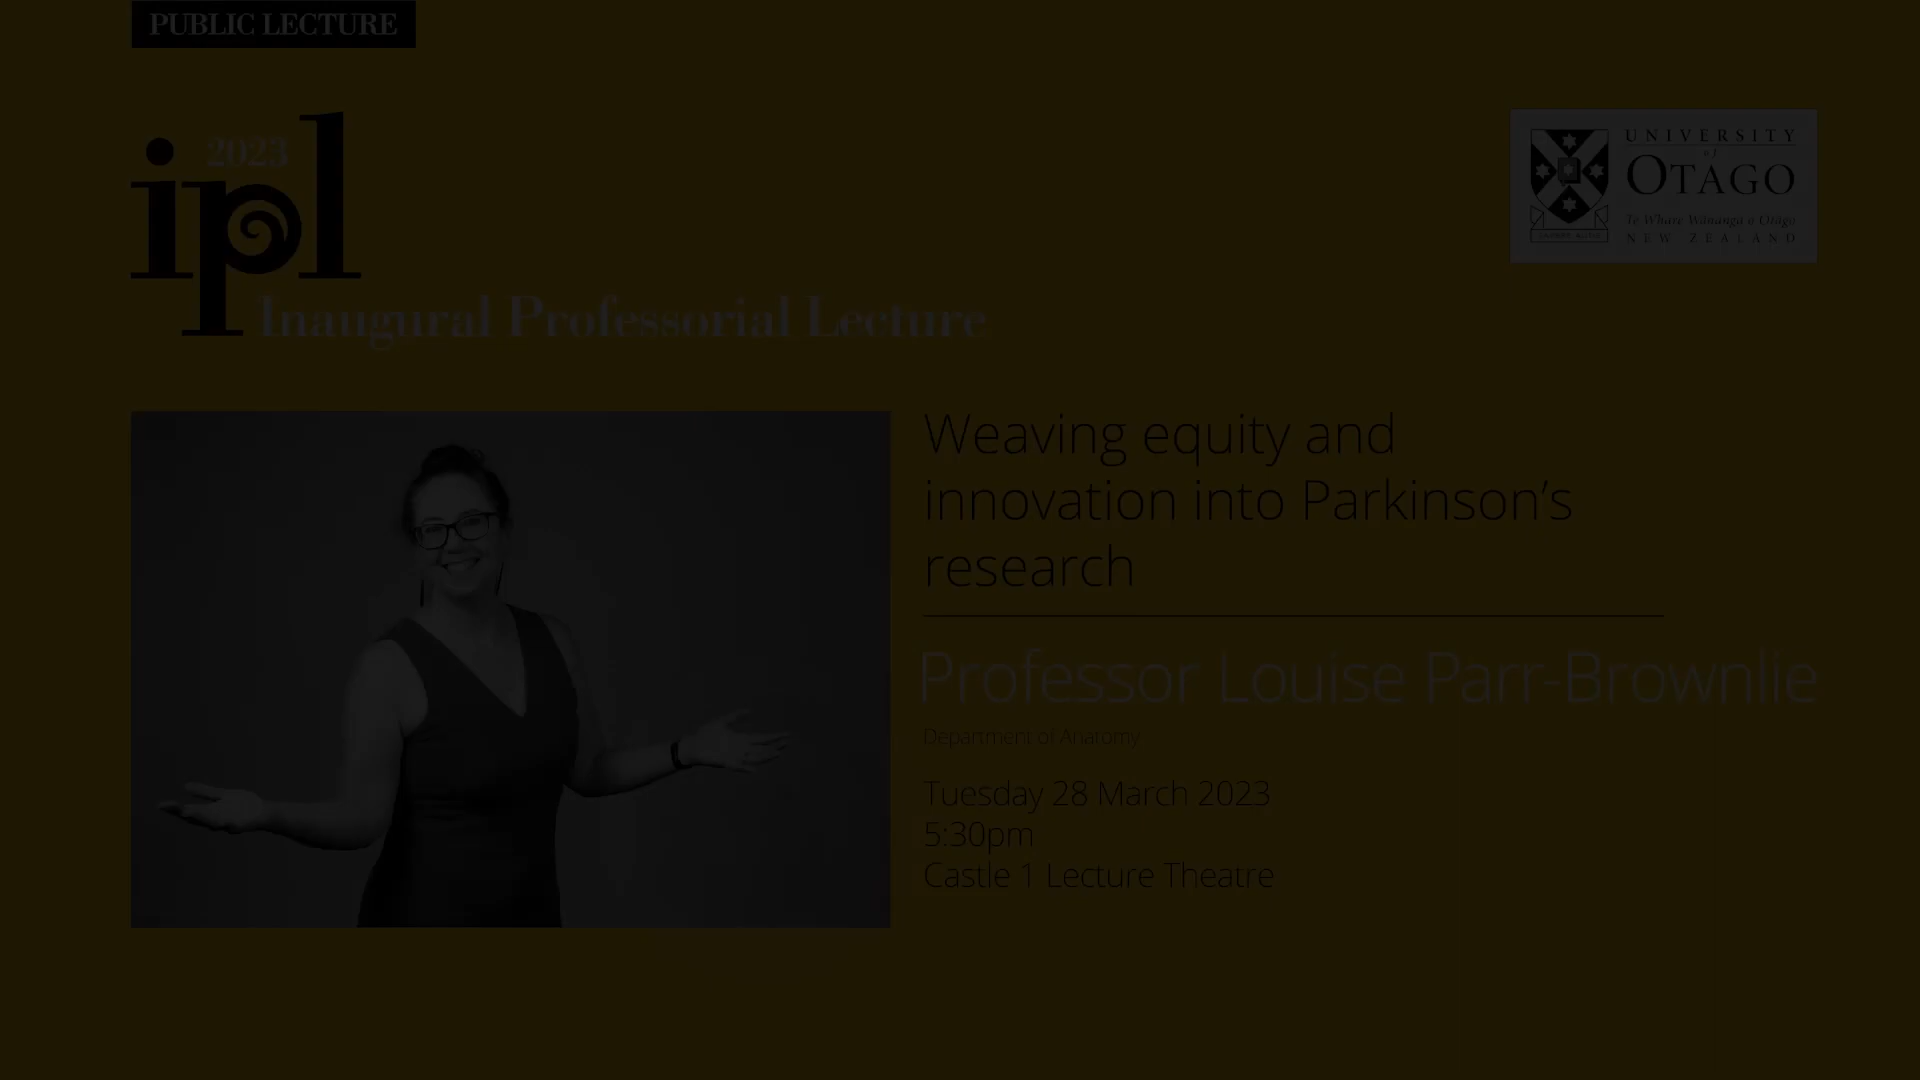 PUBLIC LECTURE
2023
ipl
Inaugural Professorial Lecture
UNIVERSITY
of
OTAGO
Te Whare Wānanga o Otāgo
NEW ZEALAND
Weaving equity and
innovation into Parkinson’s
research
Professor Louise Parr-Brownlie
Department of Anatomy
Tuesday 28 March 2023
5:30pm
Castle 1 Lecture Theatre